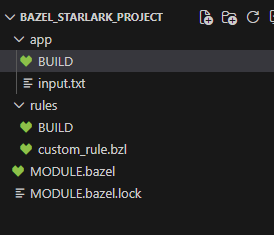 BAZEL_STARLARK_PROJECT
app
BUILD
input.txt
rules
BUILD
custom_rule.bzl
MODULE.bazel
MODULE.bazel.lock